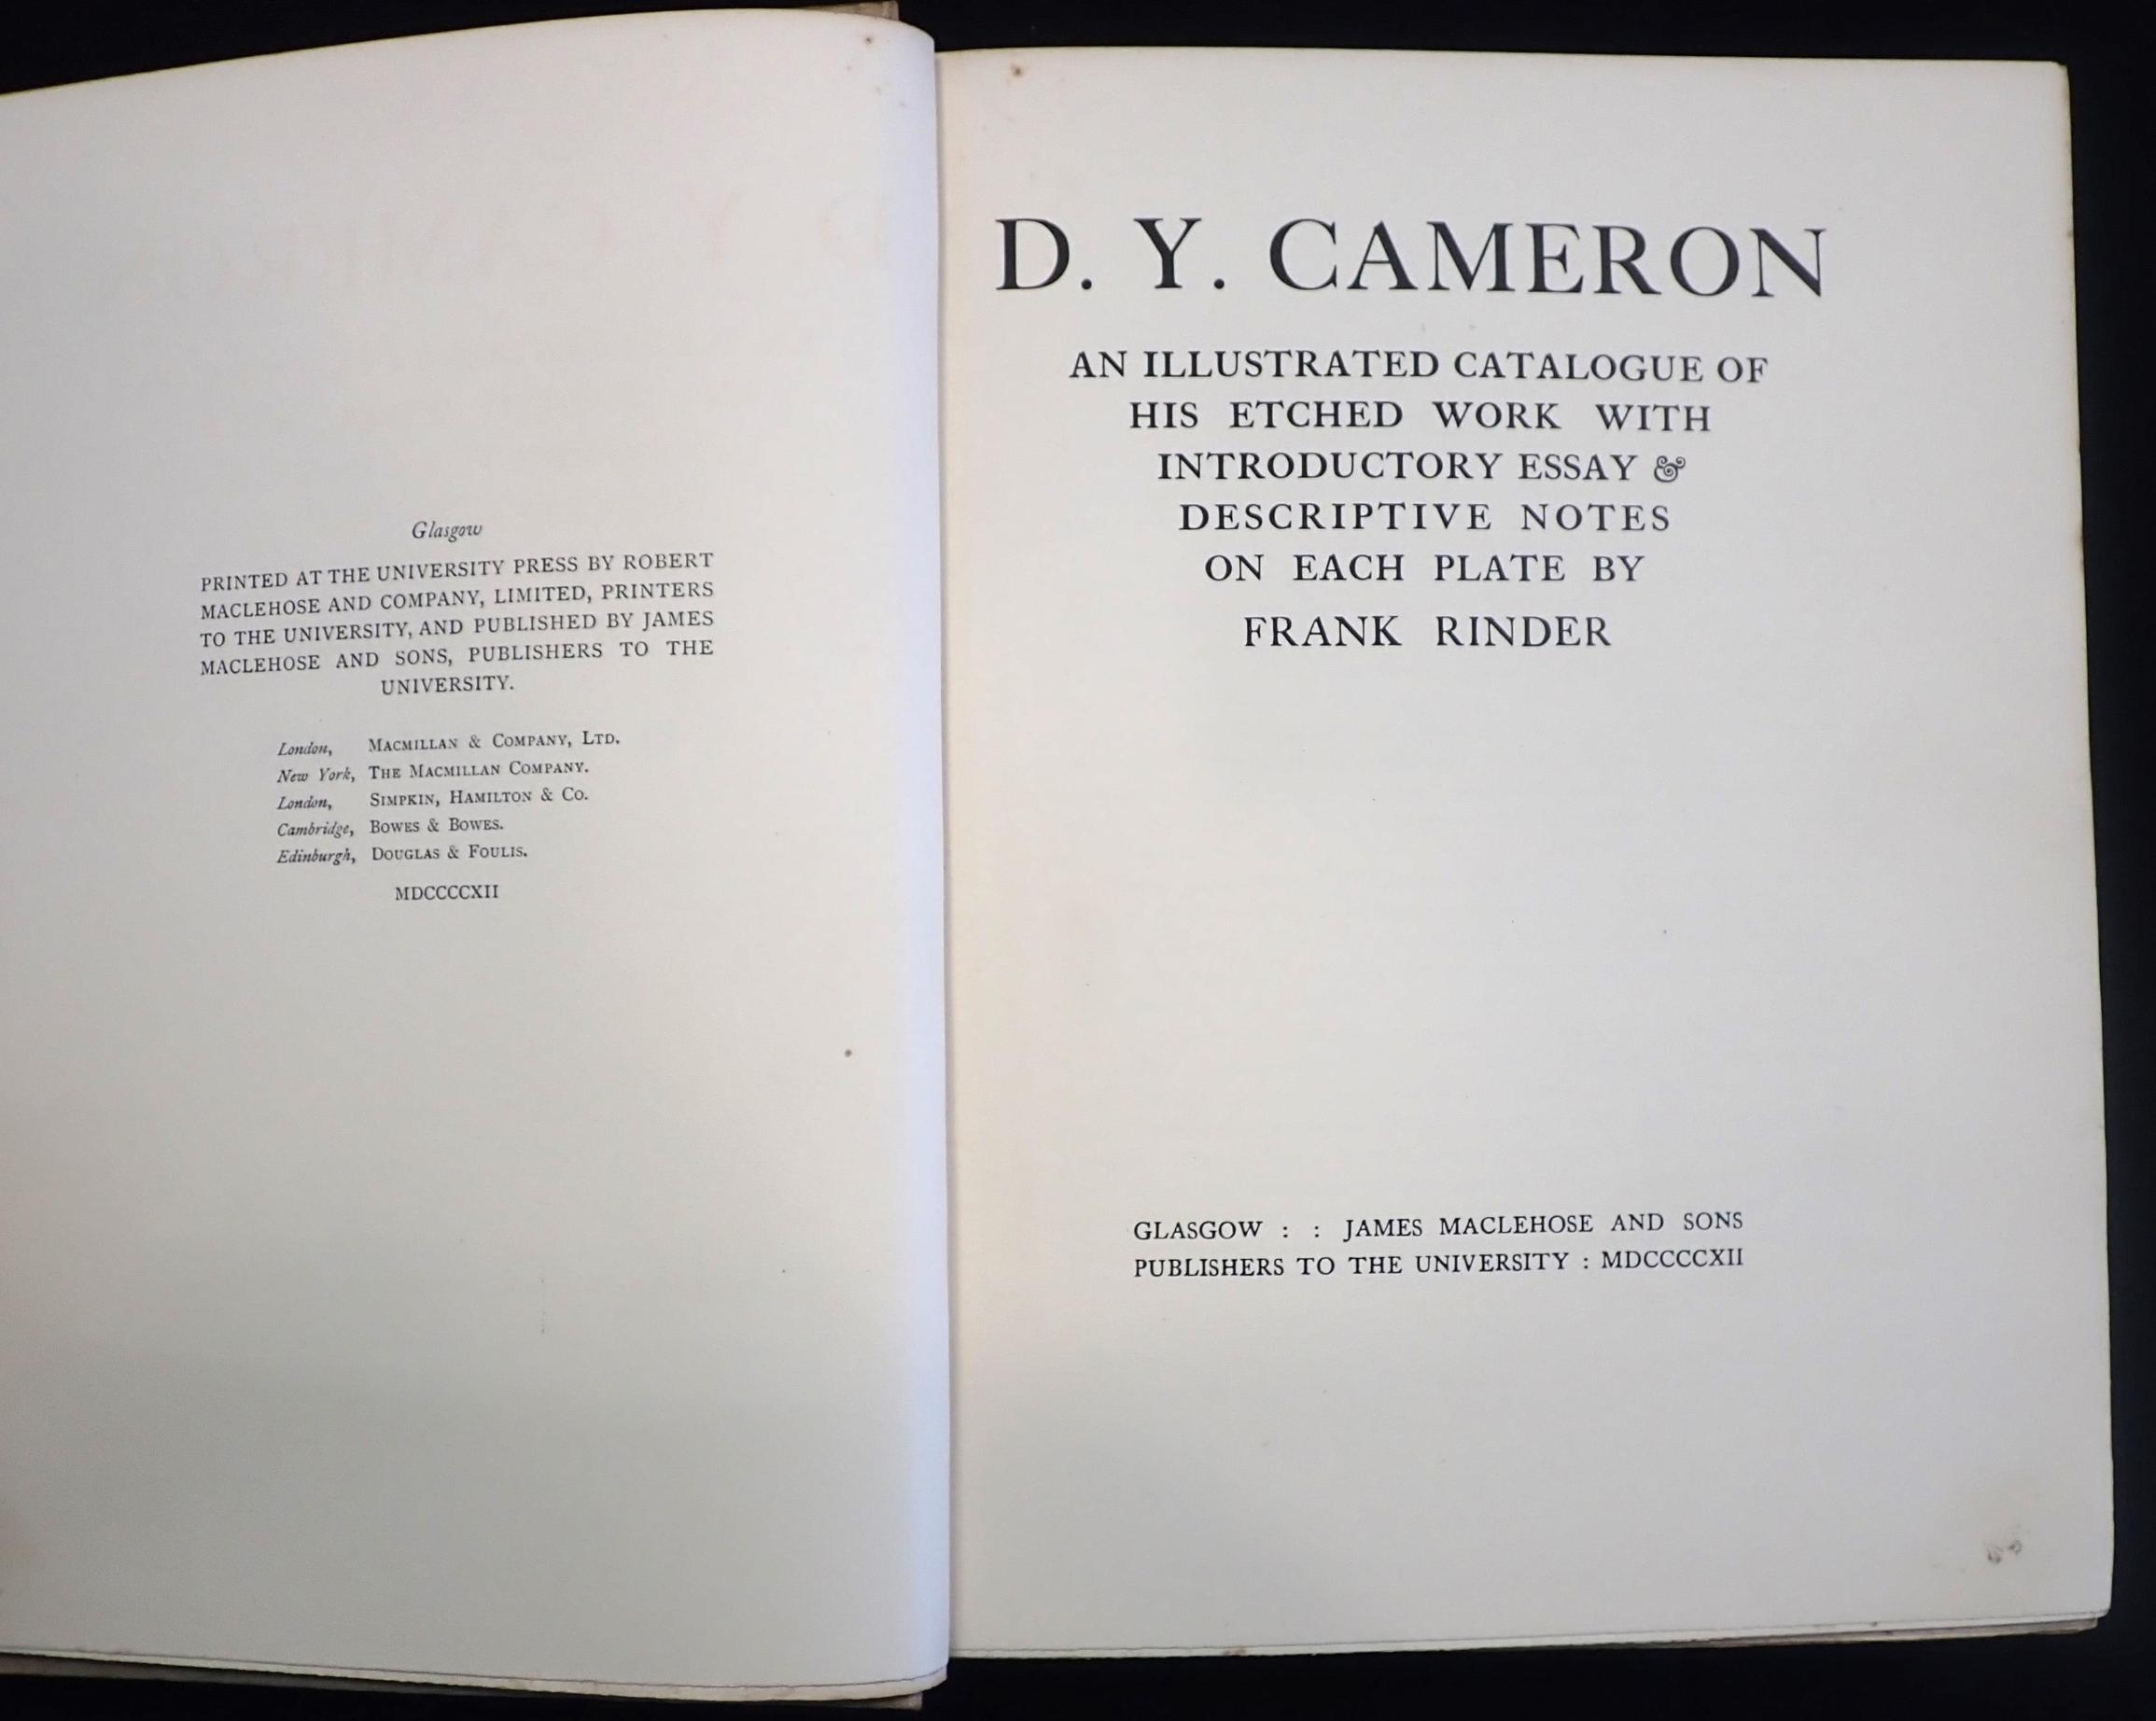 Glasgow
PRINTED AT THE UNIVERSITY PRESS BY ROBERT
MACLEHOSE AND COMPANY, LIMITED, PRINTERS
TO THE UNIVERSITY, AND PUBLISHED BY JAMES
MACLEHOSE AND SONS, PUBLISHERS TO THE
UNIVERSITY.
London, MACMILLAN & COMPANY, LTD.
New York, THE MACMILLAN COMPANY.
London, SIMPKIN, HAMILTON & CO.
Cambridge, BOWES & BOWES.
Edinburgh, DOUGLAS & FOULIS.
MDCCCCXII
D. Y. CAMERON
AN ILLUSTRATED CATALOGUE OF
HIS ETCHED WORK WITH
INTRODUCTORY ESSAY &
DESCRIPTIVE NOTES
ON EACH PLATE BY
FRANK RINDER
GLASGOW : : JAMES MACLEHOSE AND SONS
PUBLISHERS TO THE UNIVERSITY : MDCCCCXII